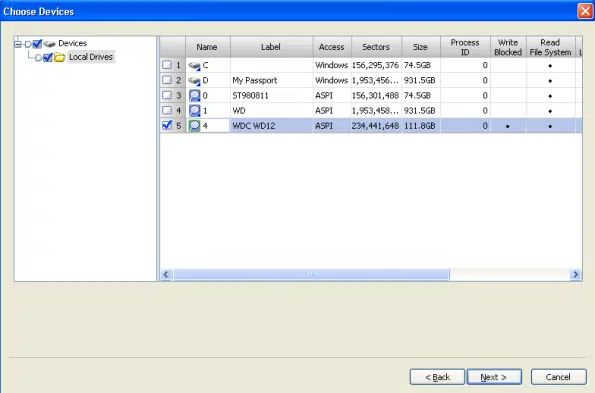 Choose Devices
Devices
Local Drives
Name Label Access Sectors Size Process ID Write Blocked Read File System
1 C Windows 156,295,376 74.5GB 0 •
2 D My Passport Windows 1,953,456... 931.5GB 0 •
3 0 ST980811 ASPI 156,301,488 74.5GB 0 •
4 1 WD ASPI 1,953,458... 931.5GB 0 •
5 4 WDC WD12 ASPI 234,441,648 111.8GB 0 • •
< Back Next > Cancel